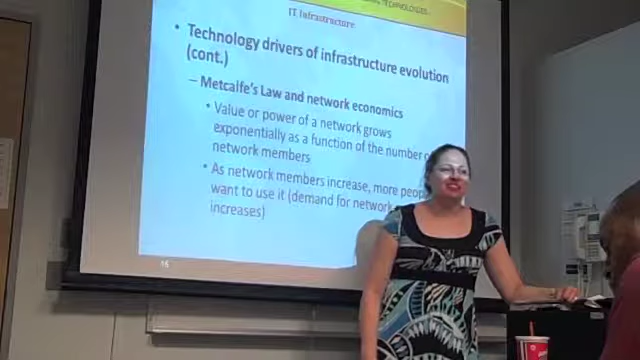 TECHNOLOGIES
IT Infrastructure
• Technology drivers of infrastructure evolution
(cont.)
– Metcalfe's Law and network economics
• Value or power of a network grows
exponentially as a function of the number
network members
• As network members increase, more
want to use it (demand for network
increases)
16